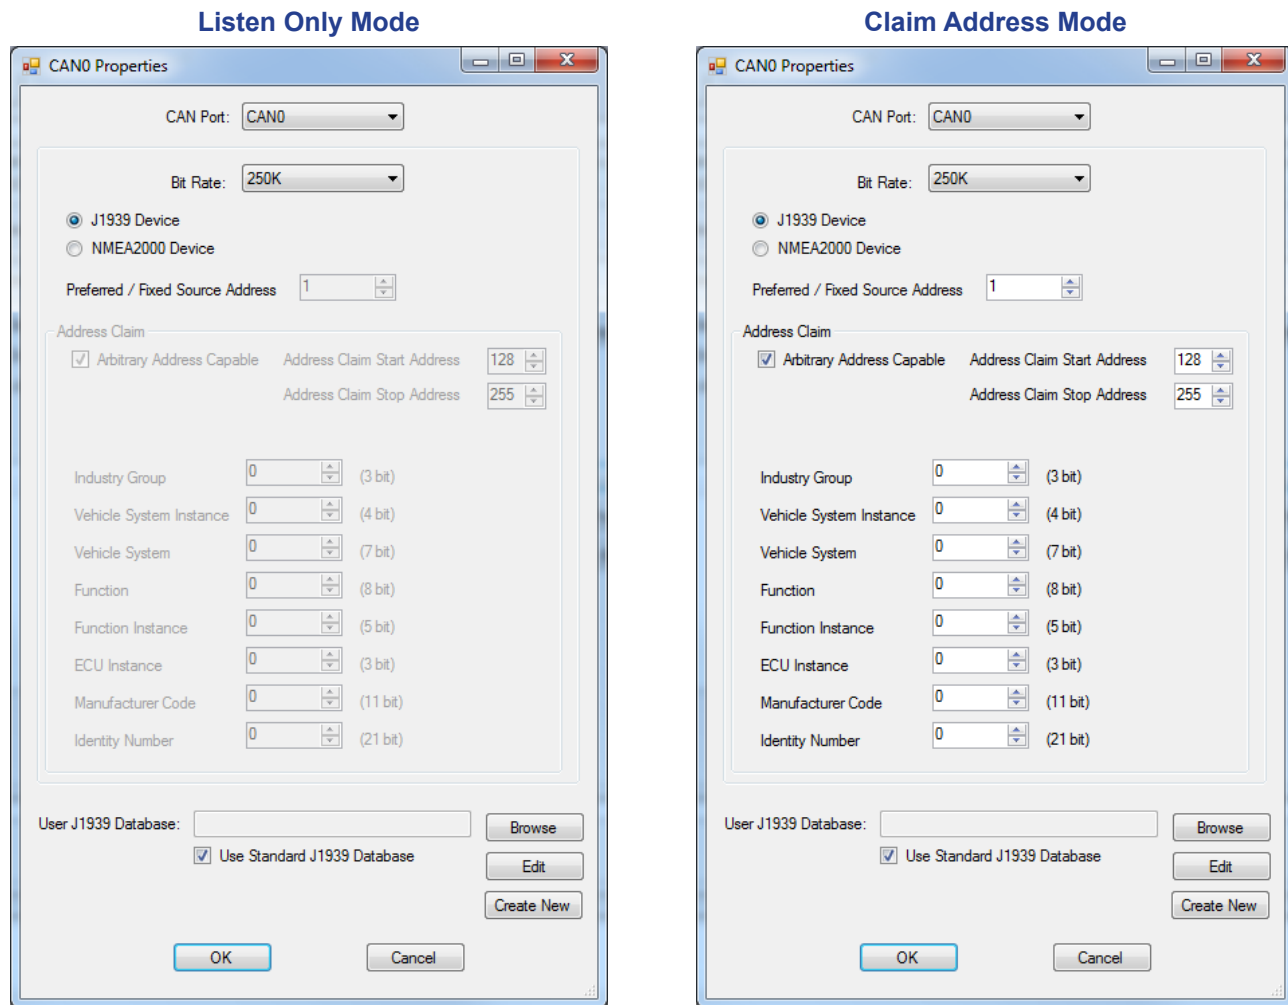 Listen Only Mode
CAN0 Properties
CAN Port: CAN0
Bit Rate: 250K
J1939 Device
NMEA2000 Device
Preferred / Fixed Source Address 1
Address Claim
Arbitrary Address Capable Address Claim Start Address 128
Address Claim Stop Address 255
Industry Group 0 (3 bit)
Vehicle System Instance 0 (4 bit)
Vehicle System 0 (7 bit)
Function 0 (8 bit)
Function Instance 0 (5 bit)
ECU Instance 0 (3 bit)
Manufacturer Code 0 (11 bit)
Identity Number 0 (21 bit)
User J1939 Database: Browse
Use Standard J1939 Database
Edit
Create New
OK Cancel
Claim Address Mode
CAN0 Properties
CAN Port: CAN0
Bit Rate: 250K
J1939 Device
NMEA2000 Device
Preferred / Fixed Source Address 1
Address Claim
Arbitrary Address Capable Address Claim Start Address 128
Address Claim Stop Address 255
Industry Group 0 (3 bit)
Vehicle System Instance 0 (4 bit)
Vehicle System 0 (7 bit)
Function 0 (8 bit)
Function Instance 0 (5 bit)
ECU Instance 0 (3 bit)
Manufacturer Code 0 (11 bit)
Identity Number 0 (21 bit)
User J1939 Database: Browse
Use Standard J1939 Database
Edit
Create New
OK Cancel